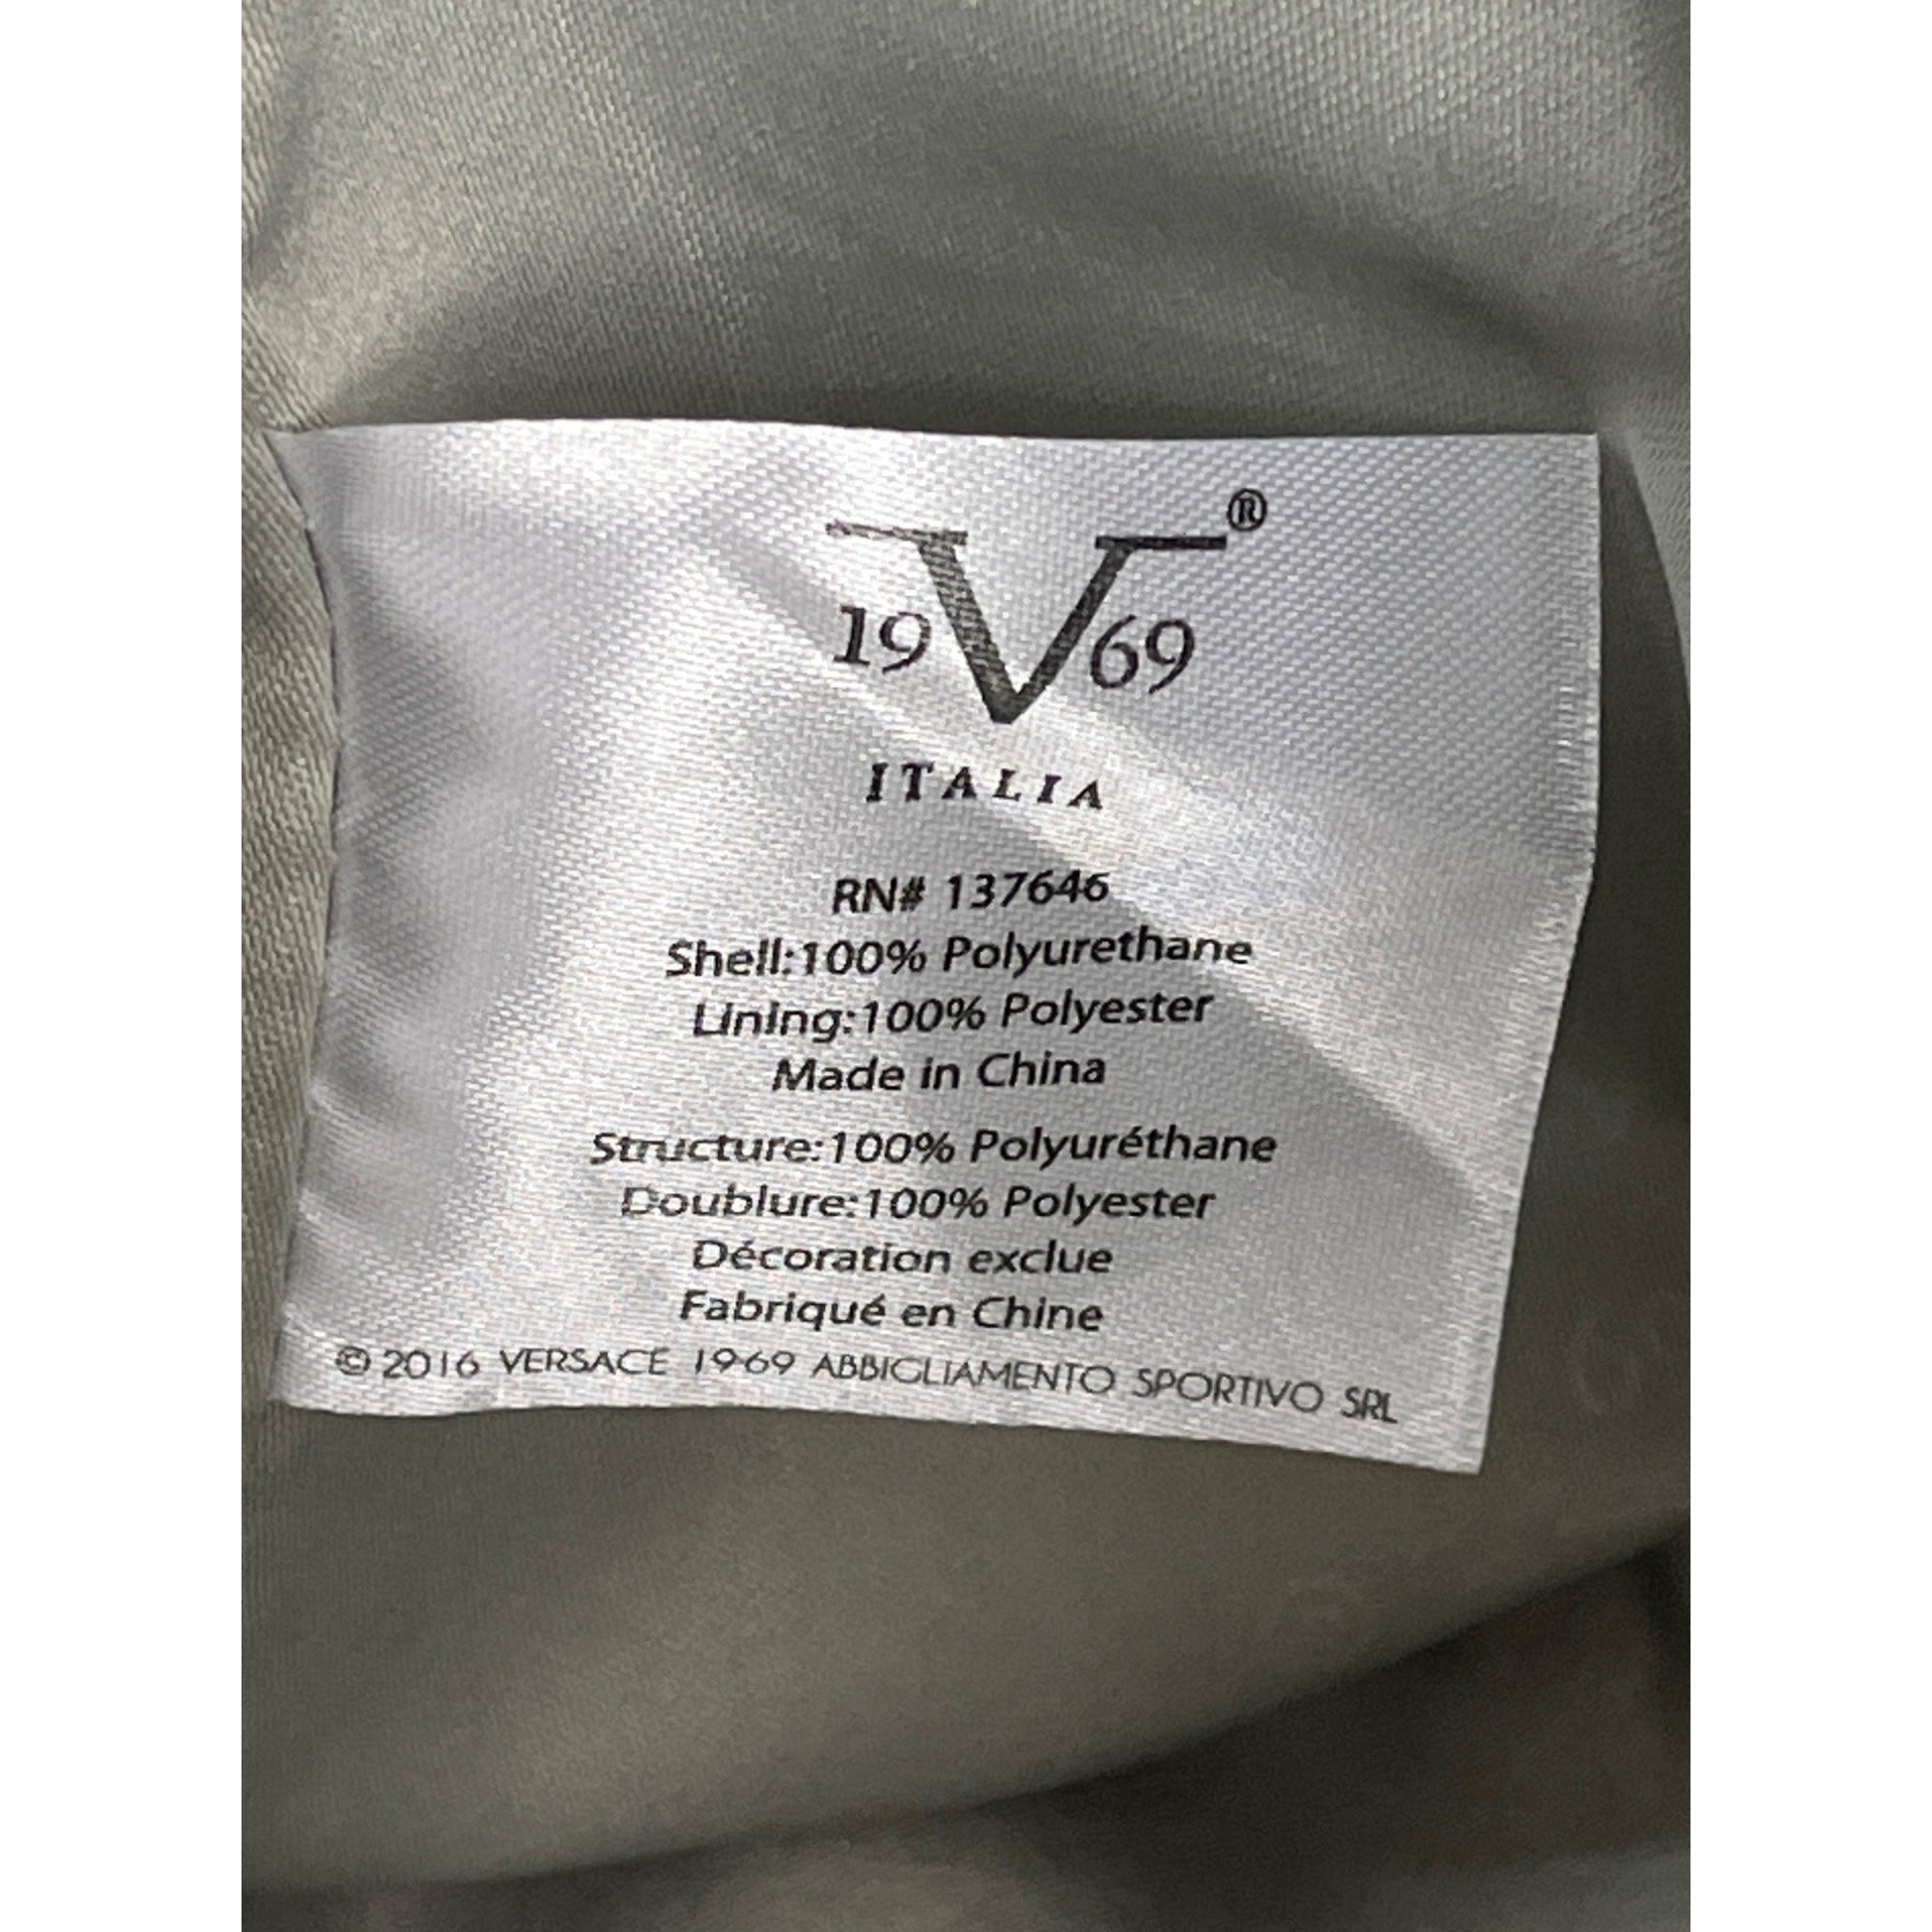 19 V 69 ®
ITALIA
RN# 137646
Shell:100% Polyurethane
Lining:100% Polyester
Made in China
Structure:100% Polyuréthane
Doublure:100% Polyester
Décoration exclue
Fabriqué en Chine
© 2016 VERSACE 1969 ABBIGLIAMENTO SPORTIVO SRL